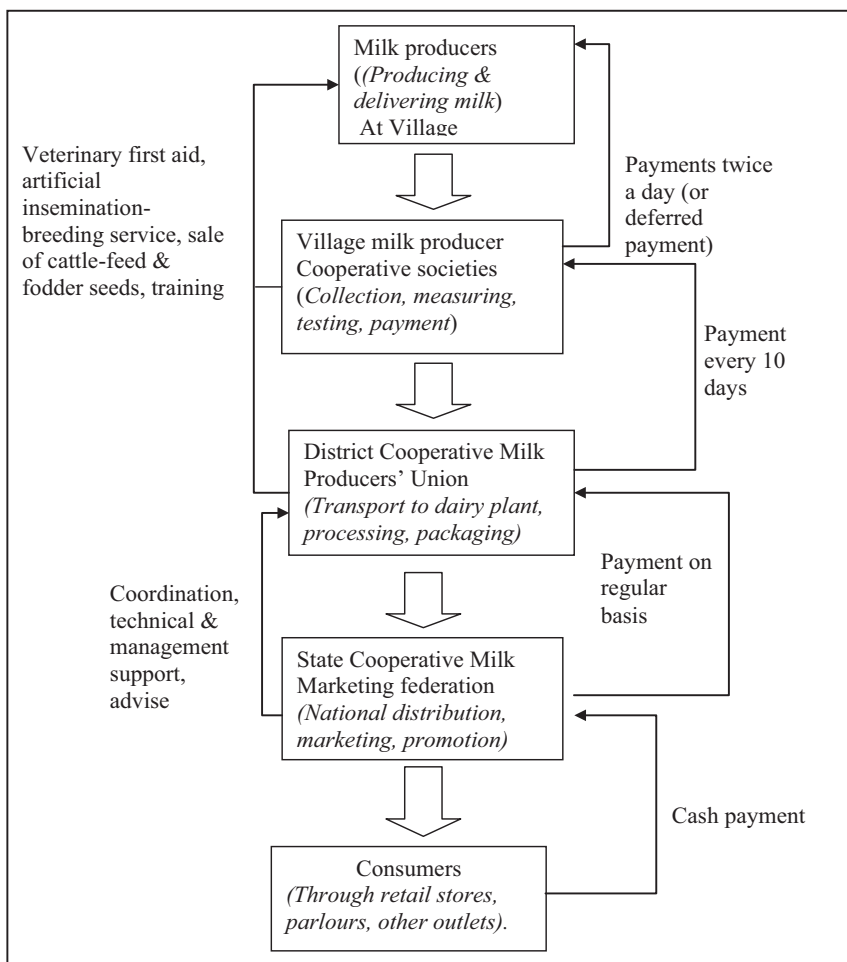 Milk producers
((Producing &
delivering milk)
At Village
Veterinary first aid,
artificial
insemination-
breeding service, sale
of cattle-feed &
fodder seeds, training
Payments twice
a day (or
deferred
payment)
Village milk producer
Cooperative societies
(Collection, measuring,
testing, payment)
Payment
every 10
days
District Cooperative Milk
Producers' Union
(Transport to dairy plant,
processing, packaging)
Coordination,
technical &
management
support,
advise
Payment on
regular
basis
State Cooperative Milk
Marketing federation
(National distribution,
marketing, promotion)
Cash payment
Consumers
(Through retail stores,
parlours, other outlets).